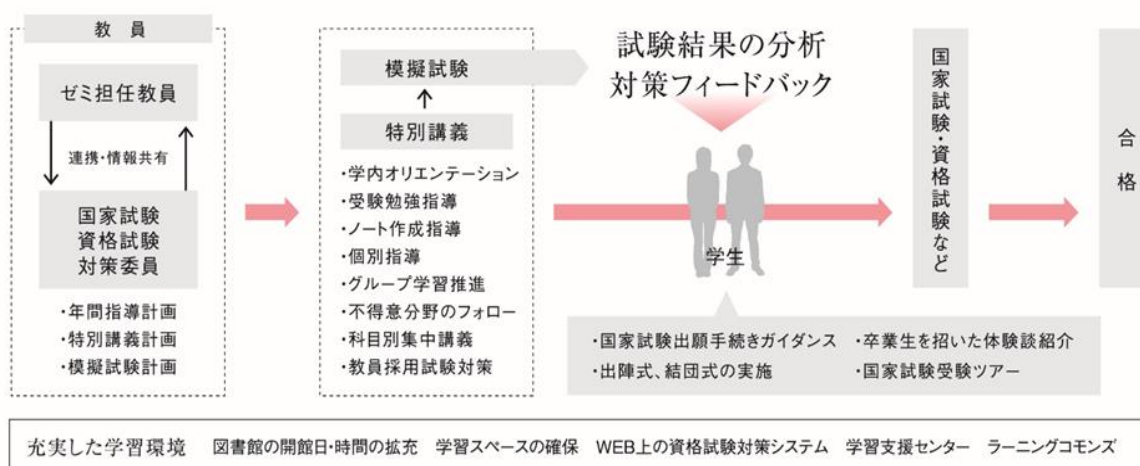 教 員
ゼミ担任教員
連携・情報共有
国家試験
資格試験
対策委員
・年間指導計画
・特別講義計画
・模擬試験計画
模擬試験
特別講義
・学内オリエンテーション
・受験勉強指導
・ノート作成指導
・個別指導
・グループ学習推進
・不得意分野のフォロー
・科目別集中講義
・教員採用試験対策
試験結果の分析
対策フィードバック
学生
・国家試験出願手続きガイダンス ・卒業生を招いた体験談紹介
・出陣式、結団式の実施 ・国家試験受験ツアー
国家試験・資格試験など
合格
充実した学習環境 図書館の開館日・時間の拡充 学習スペースの確保 WEB上の資格試験対策システム 学習支援センター ラーニングコモンズ